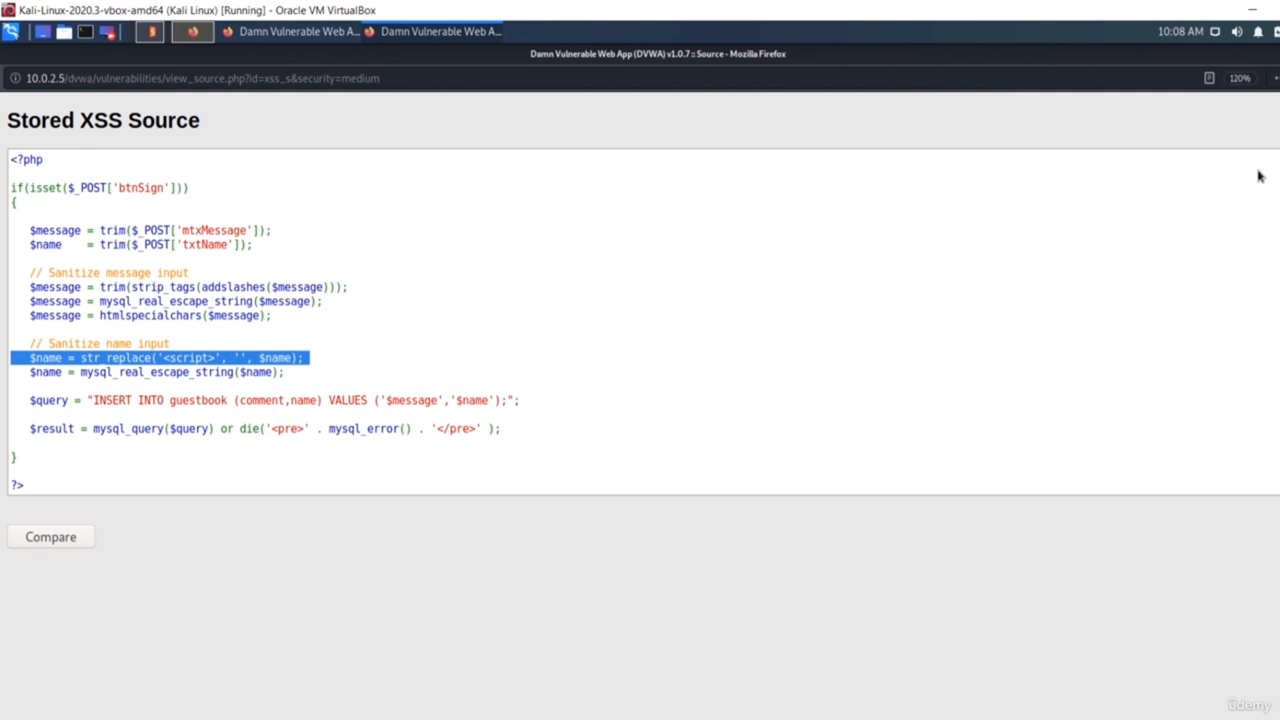 Kali-Linux-2020.3-vbox-amd64 (Kali Linux) [Running] - Oracle VM VirtualBox
Damn Vulnerable Web A... Damn Vulnerable Web A... 10:08 AM
Damn Vulnerable Web App (DVWA) v1.0.7 :: Source - Mozilla Firefox
10.0.2.5/dvwa/vulnerabilities/view_source.php?id=xss_s&security=medium 120%
Stored XSS Source
<?php
if(isset($_POST['btnSign']))
{
$message = trim($_POST['mtxMessage']);
$name    = trim($_POST['txtName']);
// Sanitize message input
$message = trim(strip_tags(addslashes($message)));
$message = mysql_real_escape_string($message);
$message = htmlspecialchars($message);
// Sanitize name input
$name = str_replace('<script>', '', $name);
$name = mysql_real_escape_string($name);
$query = "INSERT INTO guestbook (comment,name) VALUES ('$message','$name');";
$result = mysql_query($query) or die('<pre>' . mysql_error() . '</pre>' );
}
?>
Compare
ûdemy